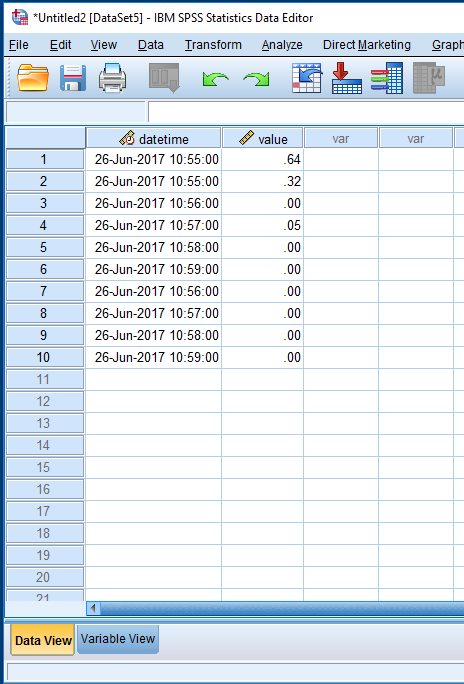 *Untitled2 [DataSet5] - IBM SPSS Statistics Data Editor
File Edit View Data Transform Analyze Direct Marketing Graph
datetime value var var
1 26-Jun-2017 10:55:00 .64
2 26-Jun-2017 10:55:00 .32
3 26-Jun-2017 10:56:00 .00
4 26-Jun-2017 10:57:00 .05
5 26-Jun-2017 10:58:00 .00
6 26-Jun-2017 10:59:00 .00
7 26-Jun-2017 10:56:00 .00
8 26-Jun-2017 10:57:00 .00
9 26-Jun-2017 10:58:00 .00
10 26-Jun-2017 10:59:00 .00
11
12
13
14
15
16
17
18
19
20
21
Data View Variable View